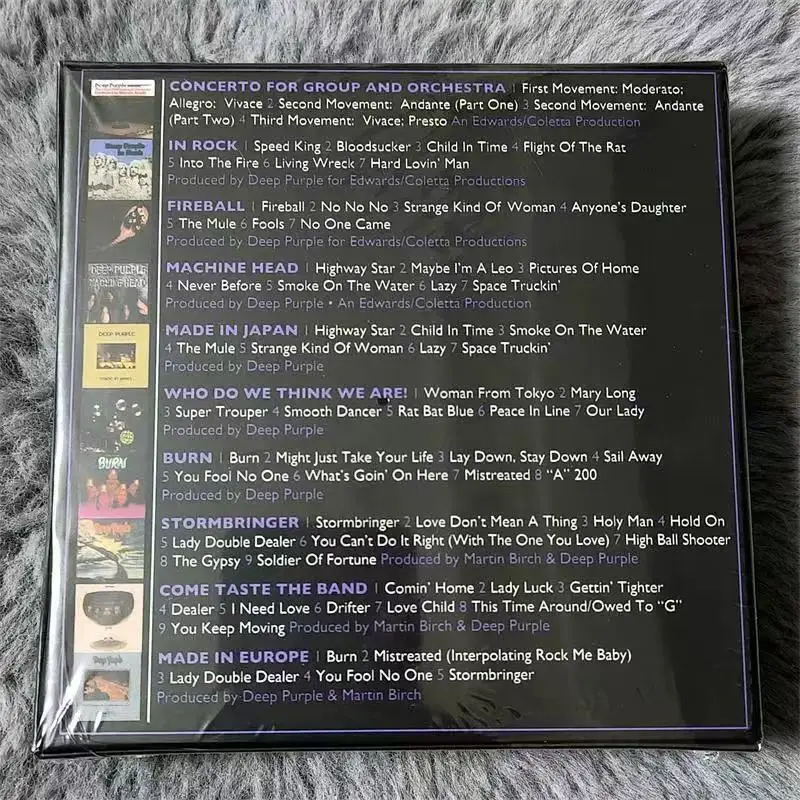 CONCERTO FOR GROUP AND ORCHESTRA 1 First Movement: Moderato;
Allegro; Vivace 2 Second Movement: Andante (Part One) 3 Second Movement: Andante
(Part Two) 4 Third Movement: Vivace; Presto An Edwards/Coletta Production
IN ROCK 1 Speed King 2 Bloodsucker 3 Child In Time 4 Flight Of The Rat
5 Into The Fire 6 Living Wreck 7 Hard Lovin' Man
Produced by Deep Purple for Edwards/Coletta Productions
FIREBALL 1 Fireball 2 No No No 3 Strange Kind Of Woman 4 Anyone's Daughter
5 The Mule 6 Fools 7 No One Came
Produced by Deep Purple for Edwards/Coletta Productions
DEEP PURPLE
MACHINE HEAD
MACHINE HEAD 1 Highway Star 2 Maybe I'm A Leo 3 Pictures Of Home
4 Never Before 5 Smoke On The Water 6 Lazy 7 Space Truckin'
Produced by Deep Purple • An Edwards/Coletta Production
DEEP PURPLE
MADE IN JAPAN
MADE IN JAPAN 1 Highway Star 2 Child In Time 3 Smoke On The Water
4 The Mule 5 Strange Kind Of Woman 6 Lazy 7 Space Truckin'
Produced by Deep Purple
WHO DO WE THINK WE ARE! 1 Woman From Tokyo 2 Mary Long
3 Super Trouper 4 Smooth Dancer 5 Rat Bat Blue 6 Peace In Line 7 Our Lady
Produced by Deep Purple
BURN
BURN 1 Burn 2 Might Just Take Your Life 3 Lay Down, Stay Down 4 Sail Away
5 You Fool No One 6 What's Goin' On Here 7 Mistreated 8 "A" 200
Produced by Deep Purple
STORMBRINGER 1 Stormbringer 2 Love Don't Mean A Thing 3 Holy Man 4 Hold On
5 Lady Double Dealer 6 You Can't Do It Right (With The One You Love) 7 High Ball Shooter
8 The Gypsy 9 Soldier Of Fortune Produced by Martin Birch & Deep Purple
COME TASTE THE BAND 1 Comin' Home 2 Lady Luck 3 Gettin' Tighter
4 Dealer 5 I Need Love 6 Drifter 7 Love Child 8 This Time Around/Owed To "G"
9 You Keep Moving Produced by Martin Birch & Deep Purple
Deep Purple
MADE IN EUROPE 1 Burn 2 Mistreated (Interpolating Rock Me Baby)
3 Lady Double Dealer 4 You Fool No One 5 Stormbringer
Produced by Deep Purple & Martin Birch